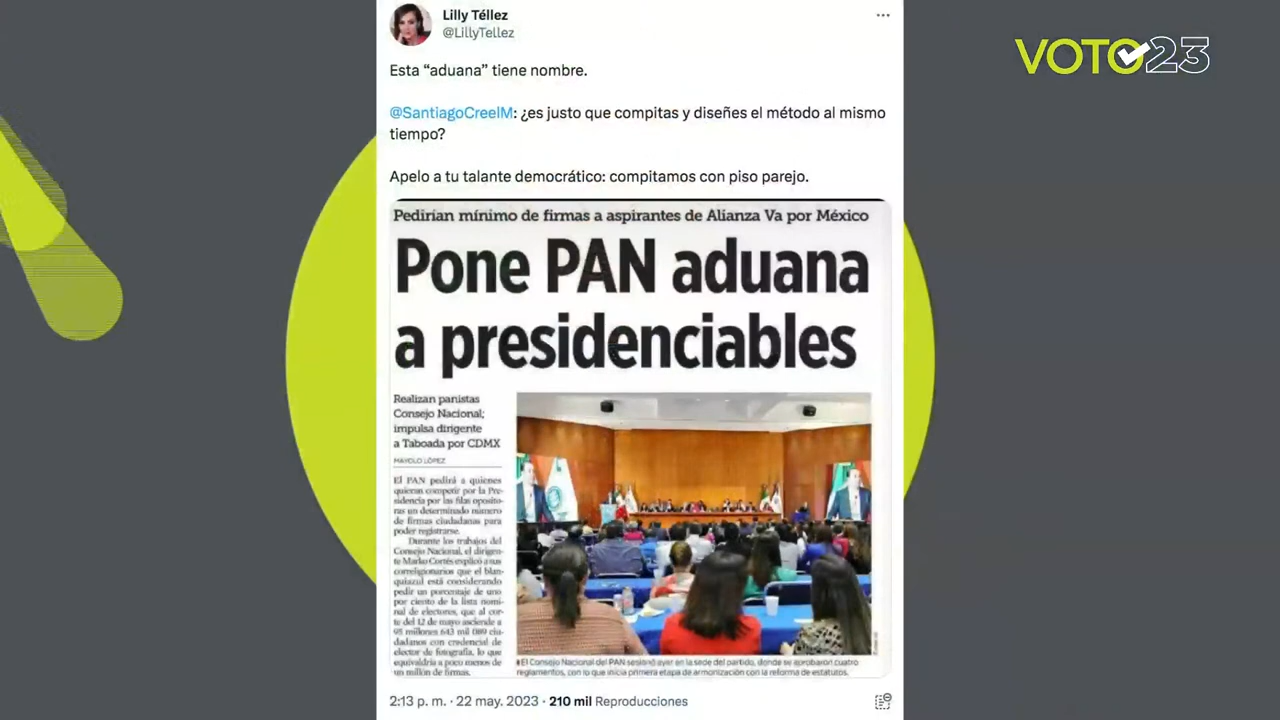 Lilly Téllez
@LillyTellez
VOTO23
Esta “aduana” tiene nombre.
@SantiagoCreelM: ¿es justo que compitas y diseñes el método al mismo
tiempo?
Apelo a tu talante democrático: compitamos con piso parejo.
Pedirían mínimo de firmas a aspirantes de Alianza Va por México
Pone PAN aduana
a presidenciables
Realizan panistas
Consejo Nacional;
impulsa dirigente
a Taboada por CDMX
MAYOLO LÓPEZ
El PAN pedirá a quienes
quieran competir por la Pre-
sidencia por las filas oposito-
ras un determinado número
de firmas ciudadanas para
poder registrarse.
Durante los trabajos del
Consejo Nacional, el dirigen-
te Marko Cortés explicó a sus
correligionarios que el blan-
quiazul está considerando
pedir un porcentaje de uno
por ciento de la lista nomi-
nal de electores, que al cor-
te del 12 de mayo asciende a
95 millones 643 mil 089 ciu-
dadanos con credencial de
elector de fotografía, lo que
equivaldría a poco menos de
un millón de firmas.
El Consejo Nacional del PAN sesionó ayer en la sede del partido, donde se aprobaron cuatro
reglamentos, con lo que inicia primera etapa de armonización con la reforma de estatutos.
2:13 p. m. · 22 may. 2023 · 210 mil Reproducciones